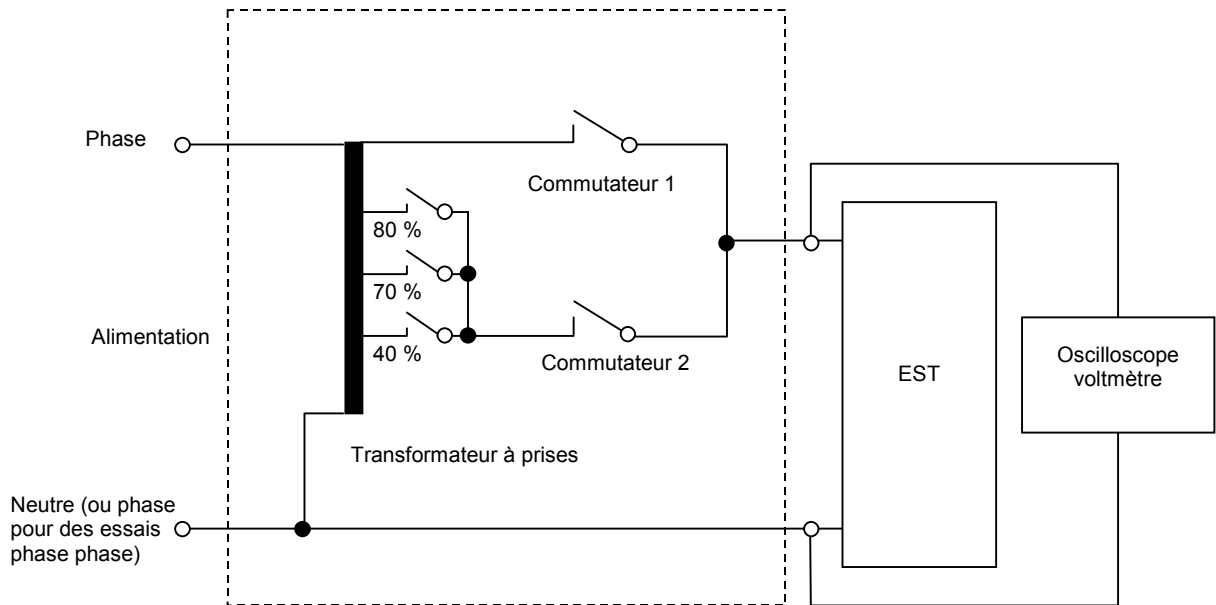 Phase
Commutateur 1
80 %
70 %
Alimentation
40 %
Commutateur 2
EST
Oscilloscope
voltmètre
Transformateur à prises
Neutre (ou phase
pour des essais
phase phase)